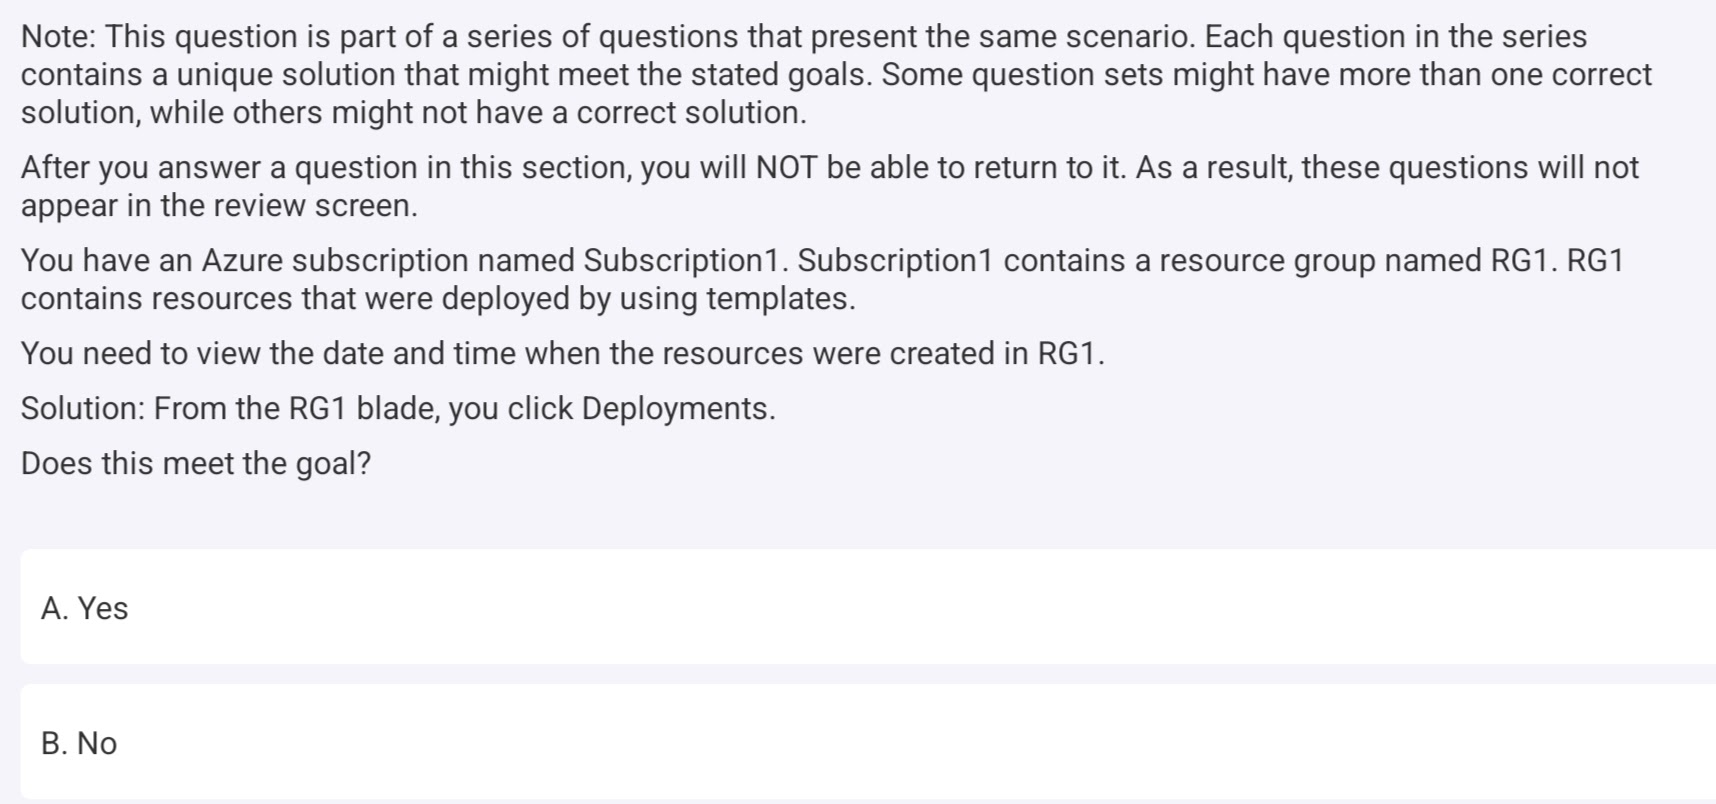 Note: This question is part of a series of questions that present the same scenario. Each question in the series
contains a unique solution that might meet the stated goals. Some question sets might have more than one correct
solution, while others might not have a correct solution.
After you answer a question in this section, you will NOT be able to return to it. As a result, these questions will not
appear in the review screen.
You have an Azure subscription named Subscription1. Subscription1 contains a resource group named RG1. RG1
contains resources that were deployed by using templates.
You need to view the date and time when the resources were created in RG1.
Solution: From the RG1 blade, you click Deployments.
Does this meet the goal?
A. Yes
B. No